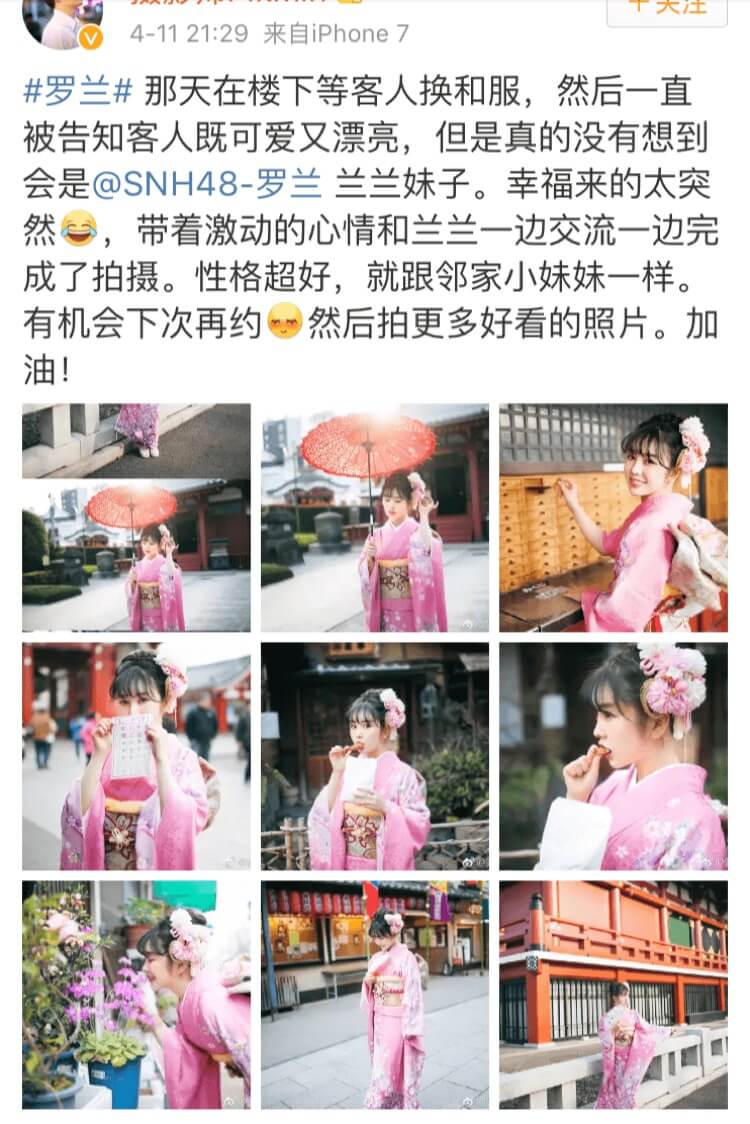 4-11 21:29 来自iPhone 7
#罗兰# 那天在楼下等客人换和服，然后一直
被告知客人既可爱又漂亮，但是真的没有想到
会是@SNH48-罗兰 兰兰妹子。幸福来的太突
然😂，带着激动的心情和兰兰一边交流一边完
成了拍摄。性格超好，就跟邻家小妹妹一样。
有机会下次再约😊然后拍更多好看的照片。加
油！